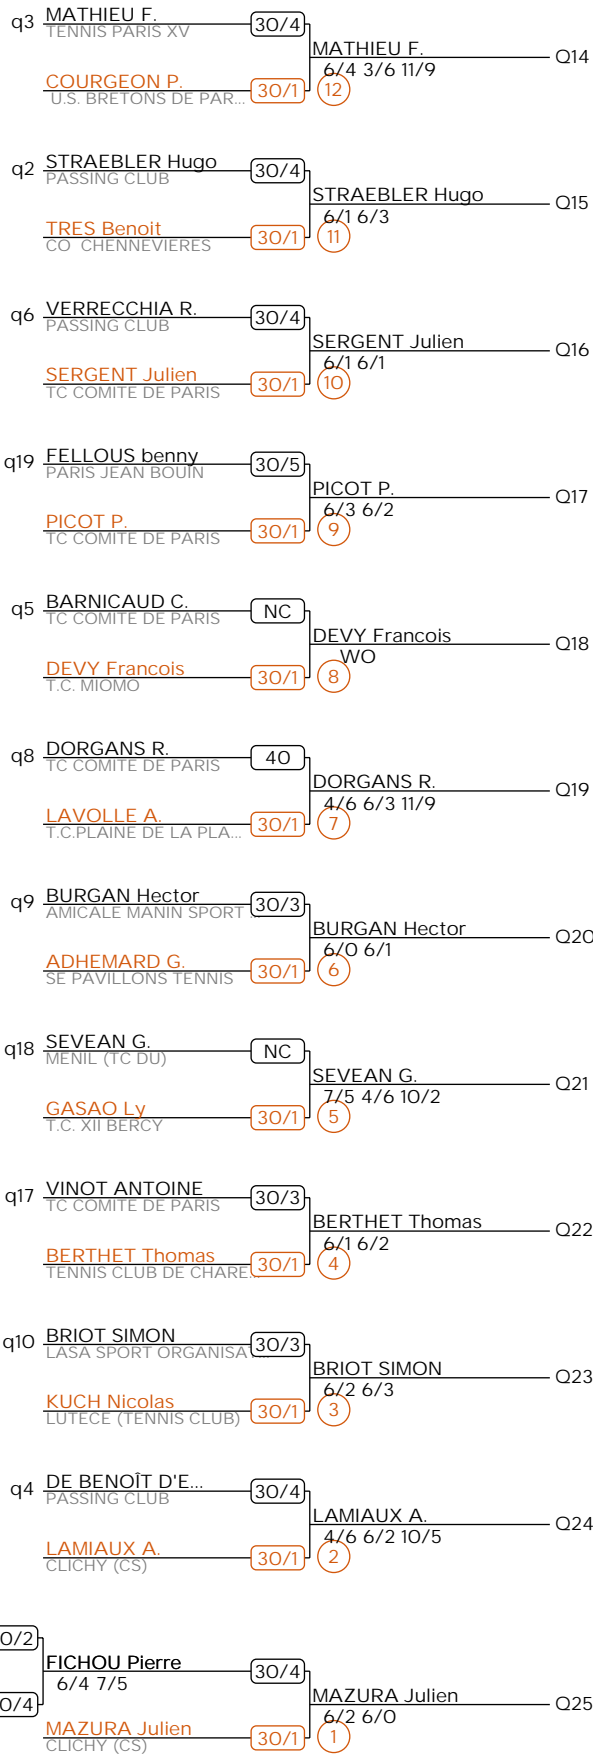 q3 MATHIEU F. 30/4
TENNIS PARIS XV
MATHIEU F. Q14
6/4 3/6 11/9
COURGEON P. 30/1 12
U.S. BRETONS DE PAR...
q2 STRAEBLER Hugo 30/4
PASSING CLUB
STRAEBLER Hugo Q15
6/1 6/3
TRES Benoit 30/1 11
CO CHENNEVIERES
q6 VERRECCHIA R. 30/4
PASSING CLUB
SERGENT Julien Q16
6/1 6/1
SERGENT Julien 30/1 10
TC COMITE DE PARIS
q19 FELLOUS benny 30/5
PARIS JEAN BOUIN
PICOT P. Q17
6/3 6/2
PICOT P. 30/1 9
TC COMITE DE PARIS
q5 BARNICAUD C. NC
TC COMITE DE PARIS
DEVY Francois Q18
WO
DEVY Francois 30/1 8
T.C. MIOMO
q8 DORGANS R. 40
TC COMITE DE PARIS
DORGANS R. Q19
4/6 6/3 11/9
LAVOLLE A. 30/1 7
T.C.PLAINE DE LA PLA...
q9 BURGAN Hector 30/3
AMICALE MANIN SPORT ...
BURGAN Hector Q20
6/0 6/1
ADHEMARD G. 30/1 6
SE PAVILLONS TENNIS
q18 SEVEAN G. NC
MENIL (TC DU)
SEVEAN G. Q21
7/5 4/6 10/2
GASAO Ly 30/1 5
T.C. XII BERCY
q17 VINOT ANTOINE 30/3
TC COMITE DE PARIS
BERTHET Thomas Q22
6/1 6/2
BERTHET Thomas 30/1 4
TENNIS CLUB DE CHARE...
q10 BRIOT SIMON 30/3
LASA SPORT ORGANISAT...
BRIOT SIMON Q23
6/2 6/3
KUCH Nicolas 30/1 3
LUTECE (TENNIS CLUB)
q4 DE BENOÎT D'E... 30/4
PASSING CLUB
LAMIAUX A. Q24
4/6 6/2 10/5
LAMIAUX A. 30/1 2
CLICHY (CS)
0/2
FICHOU Pierre 30/4
6/4 7/5
0/4
MAZURA Julien Q25
6/2 6/0
MAZURA Julien 30/1 1
CLICHY (CS)